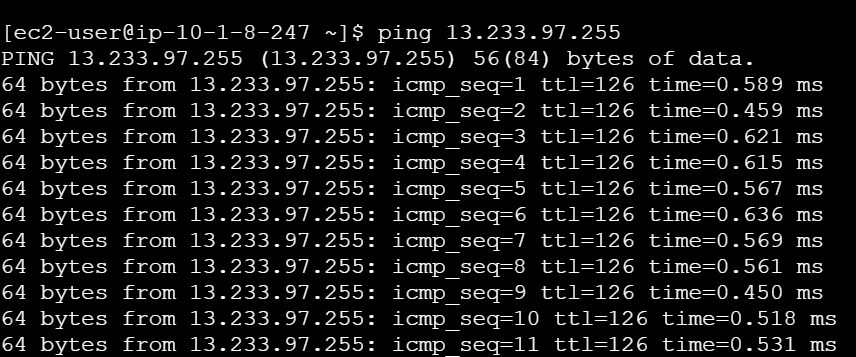 [ec2-user@ip-10-1-8-247 ~]$ ping 13.233.97.255
PING 13.233.97.255 (13.233.97.255) 56(84) bytes of data.
64 bytes from 13.233.97.255: icmp_seq=1 ttl=126 time=0.589 ms
64 bytes from 13.233.97.255: icmp_seq=2 ttl=126 time=0.459 ms
64 bytes from 13.233.97.255: icmp_seq=3 ttl=126 time=0.621 ms
64 bytes from 13.233.97.255: icmp_seq=4 ttl=126 time=0.615 ms
64 bytes from 13.233.97.255: icmp_seq=5 ttl=126 time=0.567 ms
64 bytes from 13.233.97.255: icmp_seq=6 ttl=126 time=0.636 ms
64 bytes from 13.233.97.255: icmp_seq=7 ttl=126 time=0.569 ms
64 bytes from 13.233.97.255: icmp_seq=8 ttl=126 time=0.561 ms
64 bytes from 13.233.97.255: icmp_seq=9 ttl=126 time=0.450 ms
64 bytes from 13.233.97.255: icmp_seq=10 ttl=126 time=0.518 ms
64 bytes from 13.233.97.255: icmp_seq=11 ttl=126 time=0.531 ms